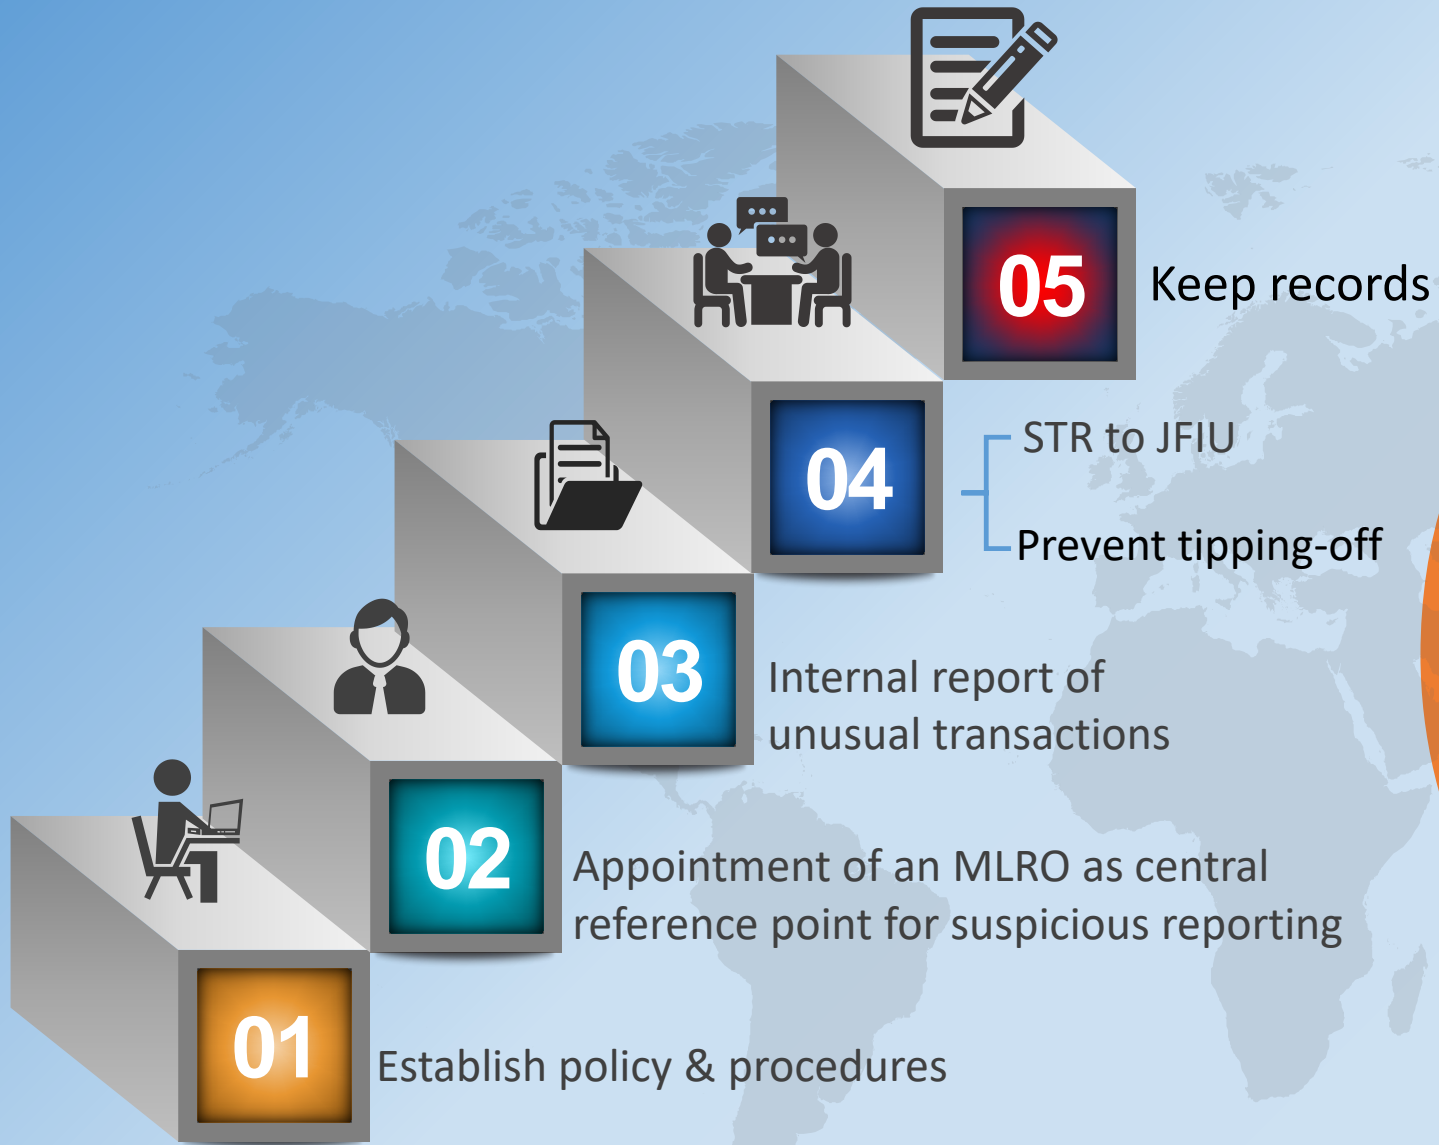 05
Keep records
04
STR to JFIU
Prevent tipping-off
03
Internal report of
unusual transactions
02
Appointment of an MLRO as central
reference point for suspicious reporting
01
Establish policy & procedures